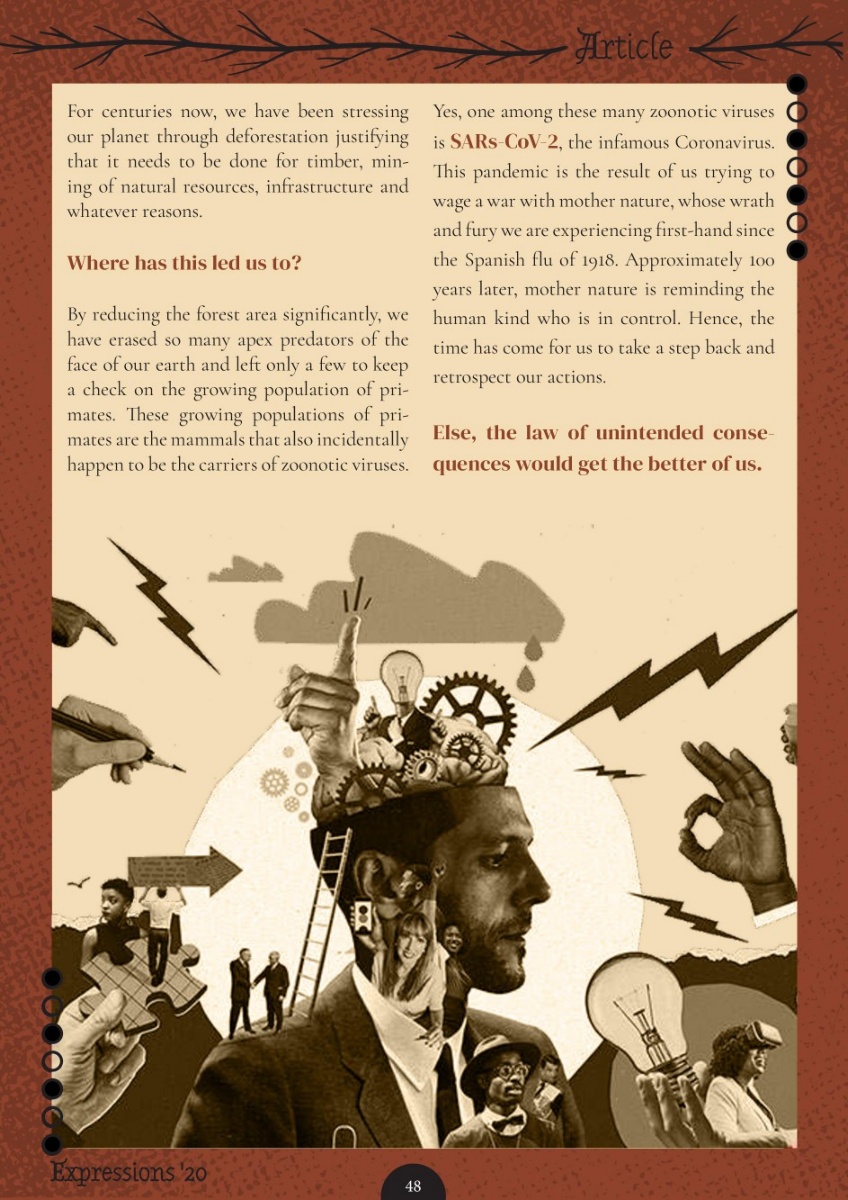 Article
For centuries now, we have been stressing
our planet through deforestation justifying
that it needs to be done for timber, min-
ing of natural resources, infrastructure and
whatever reasons.
Where has this led us to?
By reducing the forest area significantly, we
have erased so many apex predators of the
face of our earth and left only a few to keep
a check on the growing population of pri-
mates. These growing populations of pri-
mates are the mammals that also incidentally
happen to be the carriers of zoonotic viruses.
Yes, one among these many zoonotic viruses
is SARs-CoV-2, the infamous Coronavirus.
This pandemic is the result of us trying to
wage a war with mother nature, whose wrath
and fury we are experiencing first-hand since
the Spanish flu of 1918. Approximately 100
years later, mother nature is reminding the
human kind who is in control. Hence, the
time has come for us to take a step back and
retrospect our actions.
Else, the law of unintended conse-
quences would get the better of us.
Expressions '20
48